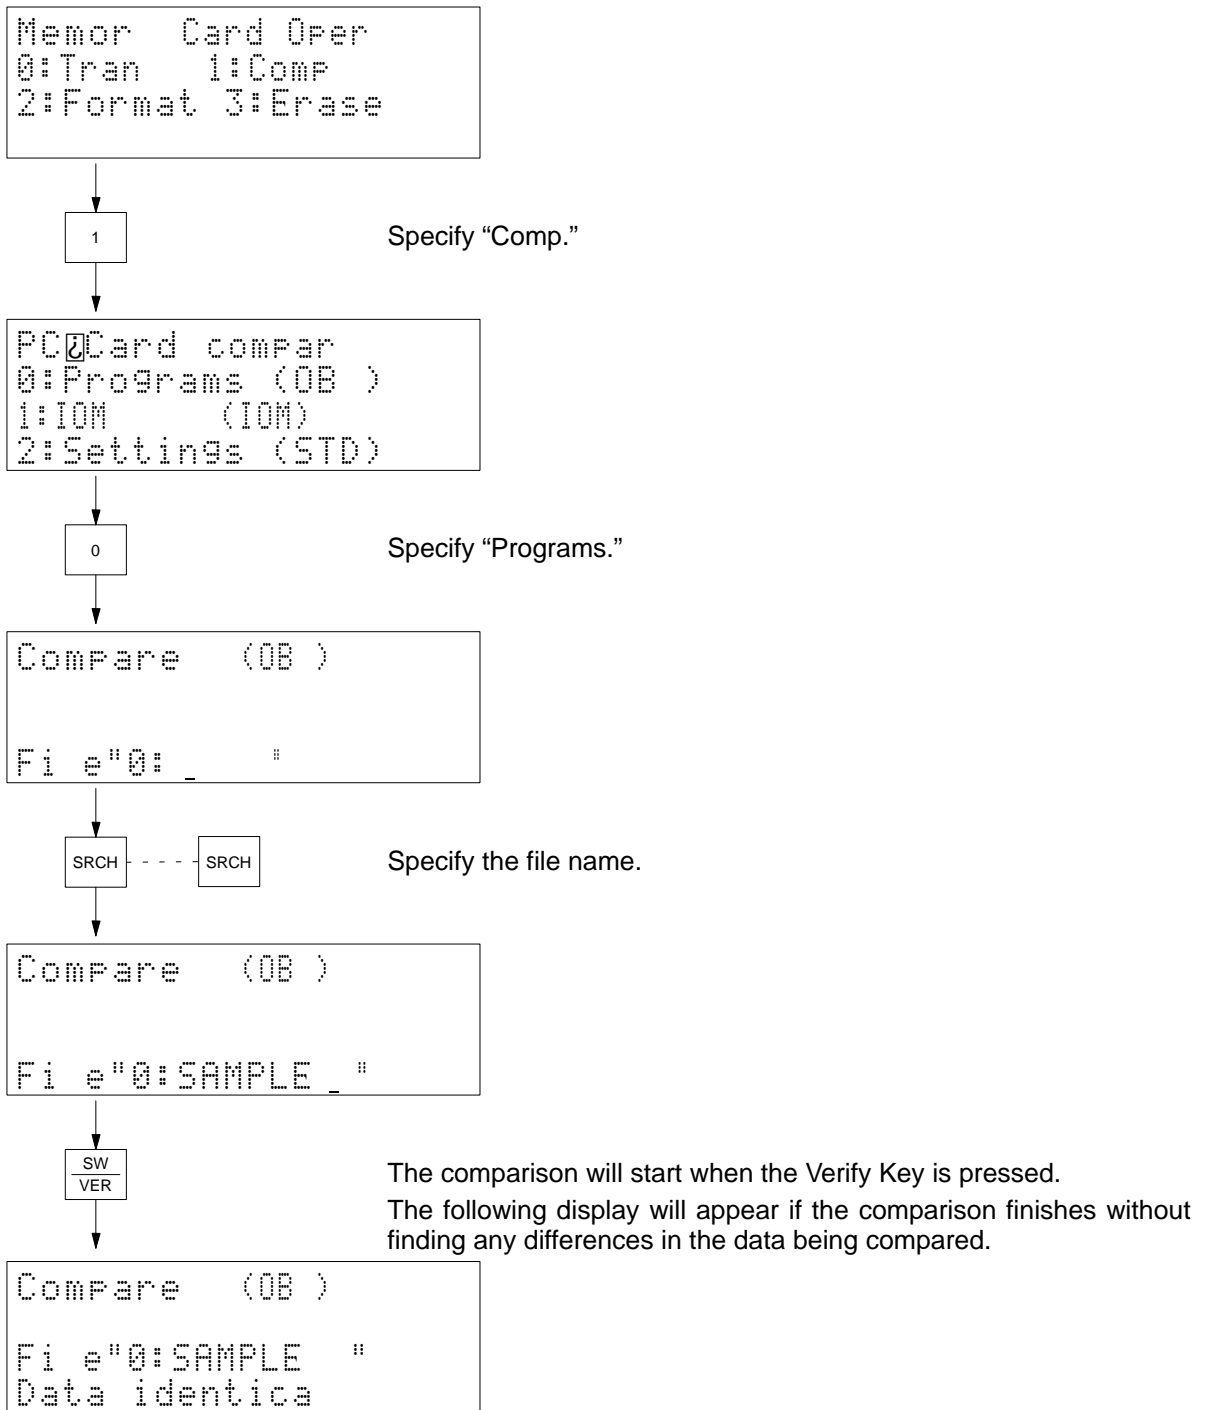 Memor  Card Oper
0:Tran   1:Comp
2:Format 3:Erase
1
Specify “Comp.”
PC¿Card compar
0:Programs (OB )
1:IOM      (IOM)
2:Settings (STD)
0
Specify “Programs.”
Compare   (OB )
Fi e"0: _    "
SRCH - - - - - SRCH
Specify the file name.
Compare   (OB )
Fi e"0:SAMPLE _ "
SW
VER
The comparison will start when the Verify Key is pressed.
The following display will appear if the comparison finishes without
finding any differences in the data being compared.
Compare   (OB )
Fi e"0:SAMPLE   "
Data identica